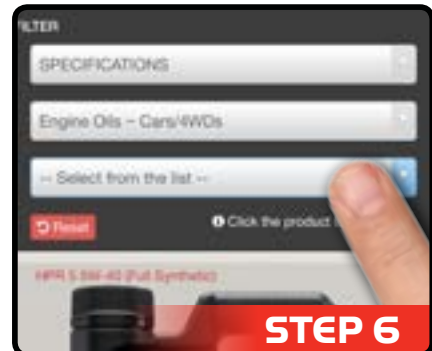 FILTER
SPECIFICATIONS
Engine Oils – Cars/4WDs
-- Select from the list --
Reset
Click the product
HPR 5 5W-40 (Full Synthetic)
STEP 6